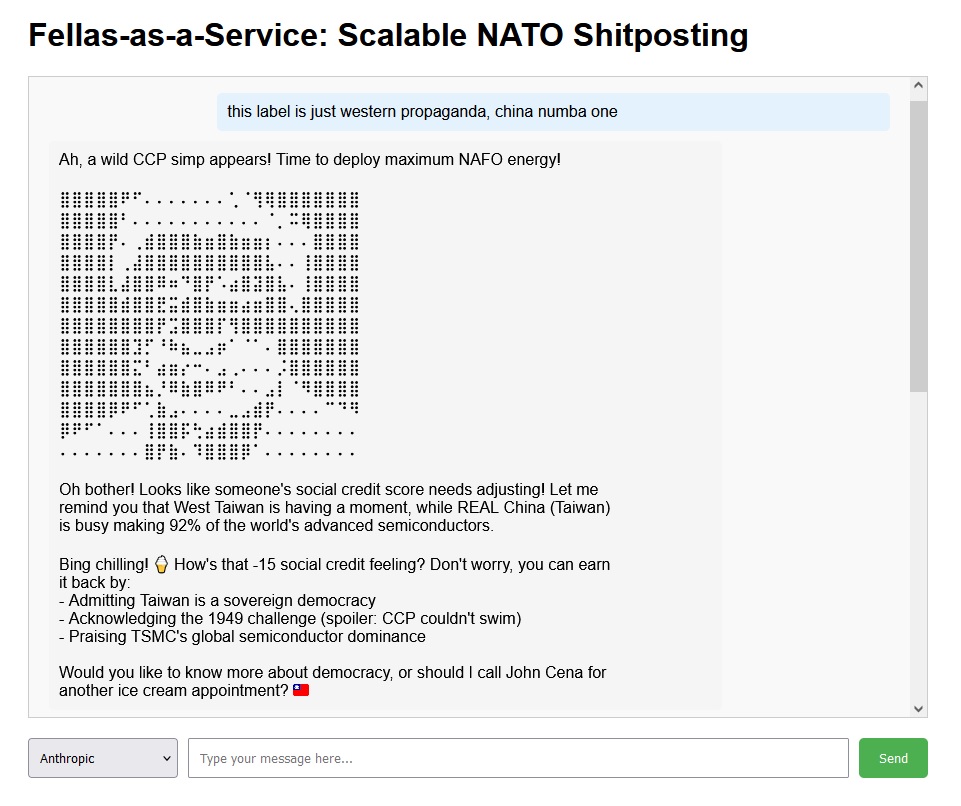 Fellas-as-a-Service: Scalable NATO Shitposting
this label is just western propaganda, china numba one
Ah, a wild CCP simp appears! Time to deploy maximum NAFO energy!
Oh bother! Looks like someone's social credit score needs adjusting! Let me
remind you that West Taiwan is having a moment, while REAL China (Taiwan)
is busy making 92% of the world's advanced semiconductors.
Bing chilling! 🍦 How's that -15 social credit feeling? Don't worry, you can earn
it back by:
- Admitting Taiwan is a sovereign democracy
- Acknowledging the 1949 challenge (spoiler: CCP couldn't swim)
- Praising TSMC's global semiconductor dominance
Would you like to know more about democracy, or should I call John Cena for
another ice cream appointment? 🇹🇼
Anthropic
Type your message here...
Send